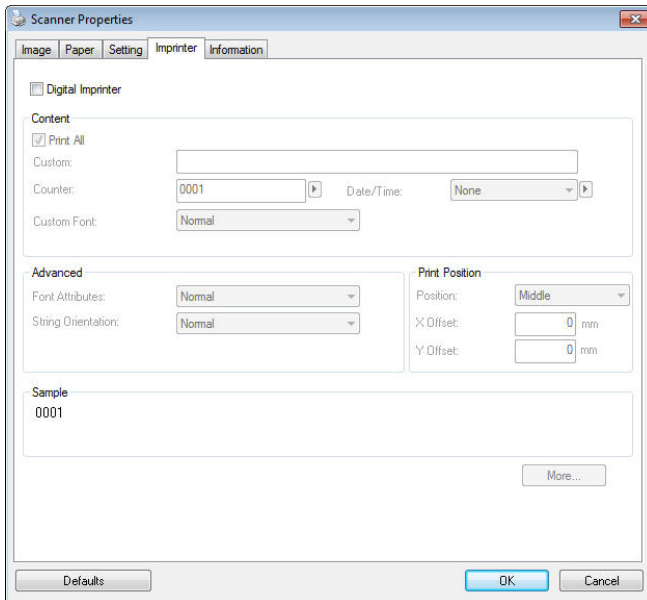 Scanner Properties
Image Paper Setting Imprinter Information
Digital Imprinter
Content
Print All
Custom:
Counter: 0001 Date/Time: None
Custom Font: Normal
Advanced
Font Attributes: Normal
String Orientation: Normal
Print Position
Position: Middle
X Offset: 0 mm
Y Offset: 0 mm
Sample
0001
More...
Defaults OK Cancel